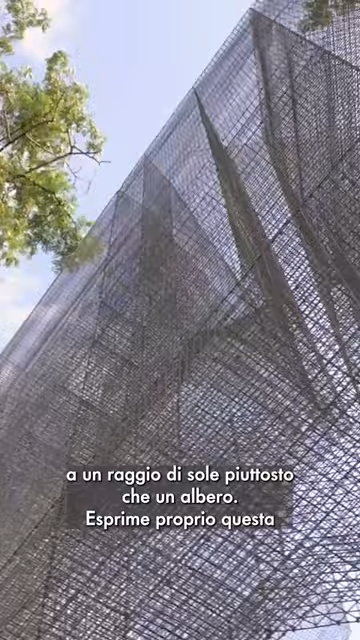 a un raggio di sole piuttosto
che un albero.
Esprime proprio questa